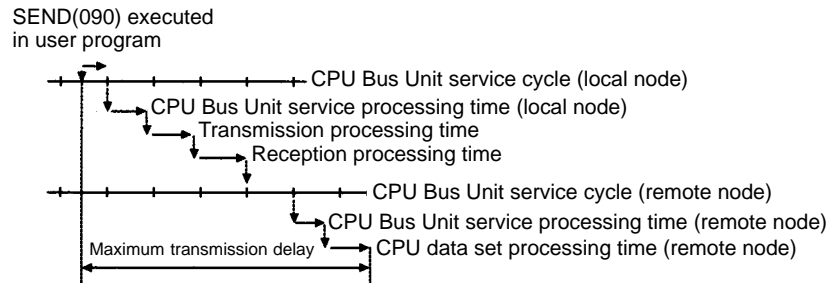 SEND(090) executed
in user program
CPU Bus Unit service cycle (local node)
CPU Bus Unit service processing time (local node)
Transmission processing time
Reception processing time
CPU Bus Unit service cycle (remote node)
CPU Bus Unit service processing time (remote node)
CPU data set processing time (remote node)
Maximum transmission delay